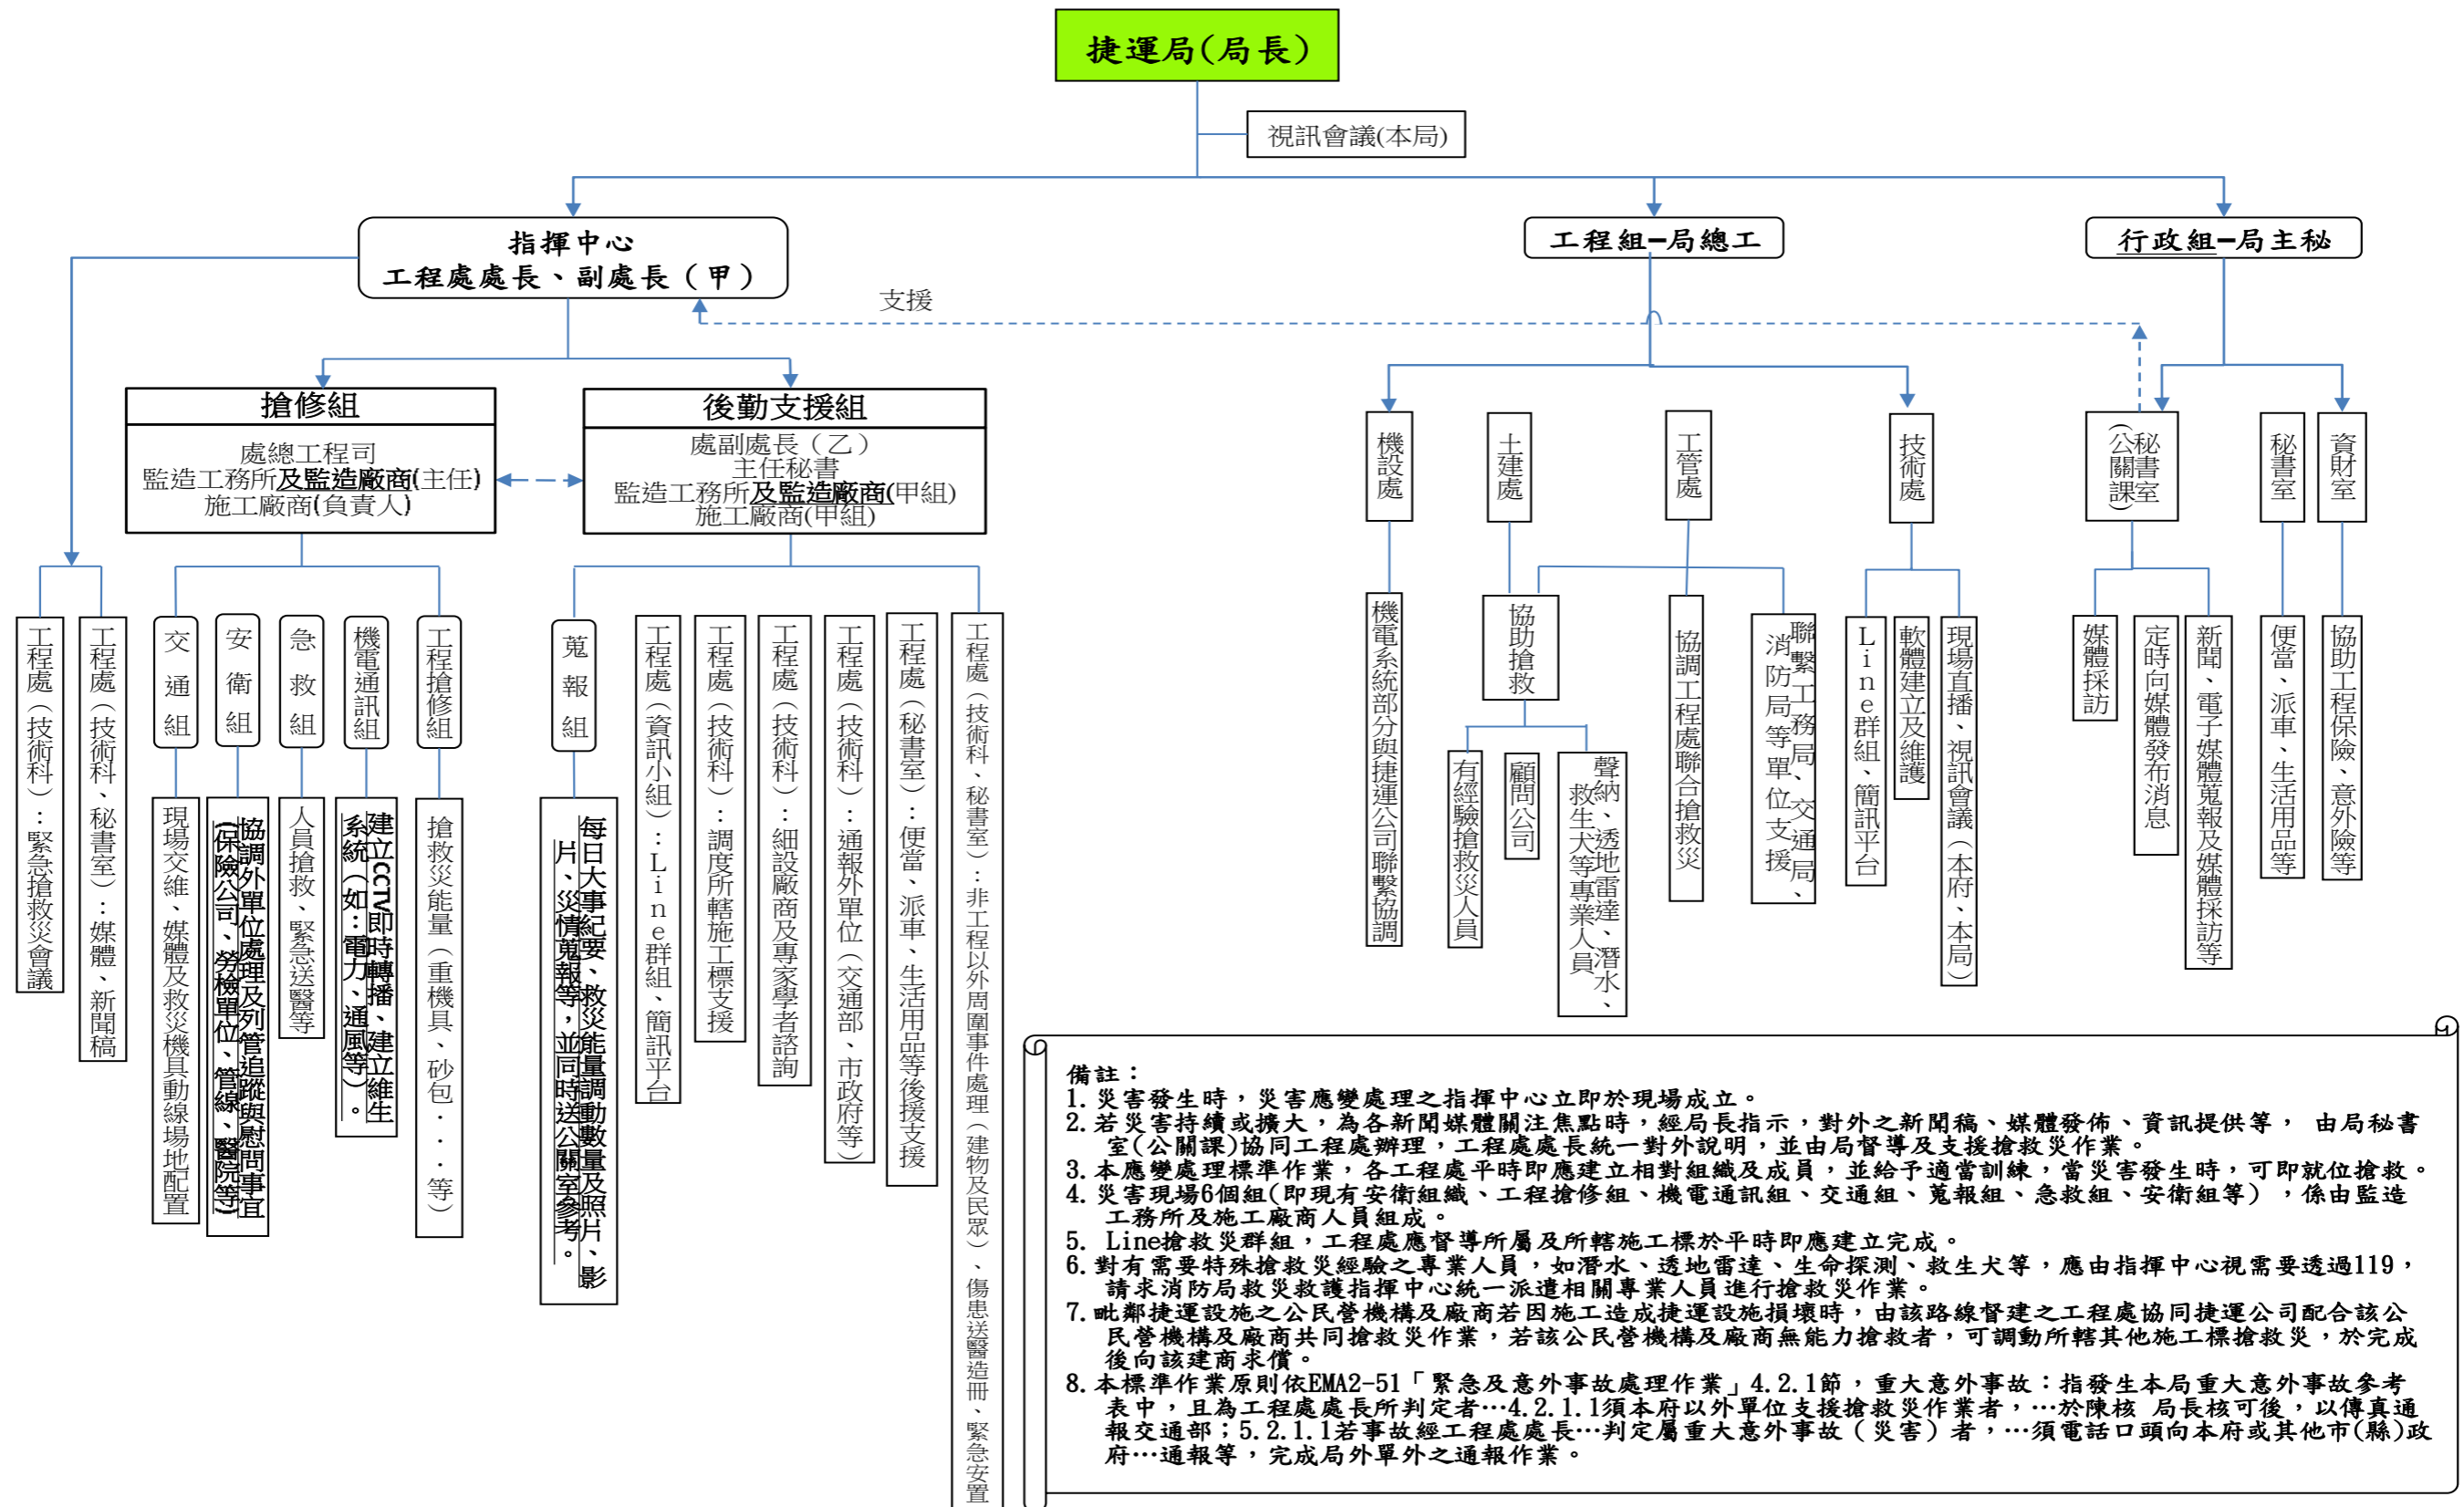 捷運局(局長)
視訊會議(本局)
指揮中心
工程處處長、副處長（甲）
工程組-局總工
行政組-局主秘
支援
搶修組
處總工程司
監造工務所及監造廠商(主任)
施工廠商(負責人)
後勤支援組
處副處長（乙）
主任秘書
監造工務所及監造廠商(甲組)
施工廠商(甲組)
機設處
土建處
工管處
技術處
秘書室
(公關課)
秘書室
資財室
工程處（技術科）：緊急搶救災會議
工程處（技術科、秘書室）：媒體、新聞稿
交通組
安衛組
急救組
機電通訊組
工程搶修組
蒐報組
工程處（資訊小組）：Line群組、簡訊平台
工程處（技術科）：調度所轄施工標支援
工程處（技術科）：細設廠商及專家學者諮詢
工程處（技術科）：通報外單位（交通部、市政府等）
工程處（秘書室）：便當、派車、生活用品等後援支援
工程處（技術科、秘書室）：非工程以外周圍事件處理（建物及民眾）、傷患送醫造冊、緊急安置
現場交維、媒體及救災機具動線場地配置
協調外單位處理及列管追蹤與慰問事宜
(保險公司、勞檢單位、管線、醫院等)
人員搶救、緊急送醫等
建立CCTV即時轉播、建立維生
系統（如：電力、通風等）。
搶救災能量（重機具、砂包...等）
每日大事紀要、救災能量調動數量及照片、影
片、災情蒐報等，並同時送公關室參考。
機電系統部分與捷運公司聯繫協調
協助搶救
有經驗搶救災人員
顧問公司
聲納、透地雷達、潛水、
救生犬等專業人員
協調工程處聯合搶救災
聯繫工務局、交通局、
消防局等單位支援
Line群組、簡訊平台
軟體建立及維護
現場直播、視訊會議（本府、本局）
媒體採訪
定時向媒體發布消息
新聞、電子媒體蒐報及媒體採訪等
便當、派車、生活用品等
協助工程保險、意外險等
備註：
1. 災害發生時，災害應變處理之指揮中心立即於現場成立。
2. 若災害持續或擴大，為各新聞媒體關注焦點時，經局長指示，對外之新聞稿、媒體發佈、資訊提供等， 由局秘書
室(公關課)協同工程處辦理，工程處處長統一對外說明，並由局督導及支援搶救災作業。
3. 本應變處理標準作業，各工程處平時即應建立相對組織及成員，並給予適當訓練，當災害發生時，可即就位搶救。
4. 災害現場6個組(即現有安衛組織、工程搶修組、機電通訊組、交通組、蒐報組、急救組、安衛組等) ，係由監造
工務所及施工廠商人員組成。
5. Line搶救災群組，工程處應督導所屬及所轄施工標於平時即應建立完成。
6. 對有需要特殊搶救災經驗之專業人員，如潛水、透地雷達、生命探測、救生犬等，應由指揮中心視需要透過119，
請求消防局救災救護指揮中心統一派遣相關專業人員進行搶救災作業。
7. 毗鄰捷運設施之公民營機構及廠商若因施工造成捷運設施損壞時，由該路線督建之工程處協同捷運公司配合該公
民營機構及廠商共同搶救災作業，若該公民營機構及廠商無能力搶救者，可調動所轄其他施工標搶救災，於完成
後向該建商求償。
8. 本標準作業原則依EMA2-51「緊急及意外事故處理作業」4.2.1節，重大意外事故：指發生本局重大意外事故參考
表中，且為工程處處長所判定者…4.2.1.1須本府以外單位支援搶救災作業者，…於陳核 局長核可後，以傳真通
報交通部；5.2.1.1若事故經工程處處長…判定屬重大意外事故（災害）者，…須電話口頭向本府或其他市(縣)政
府…通報等，完成局外單外之通報作業。